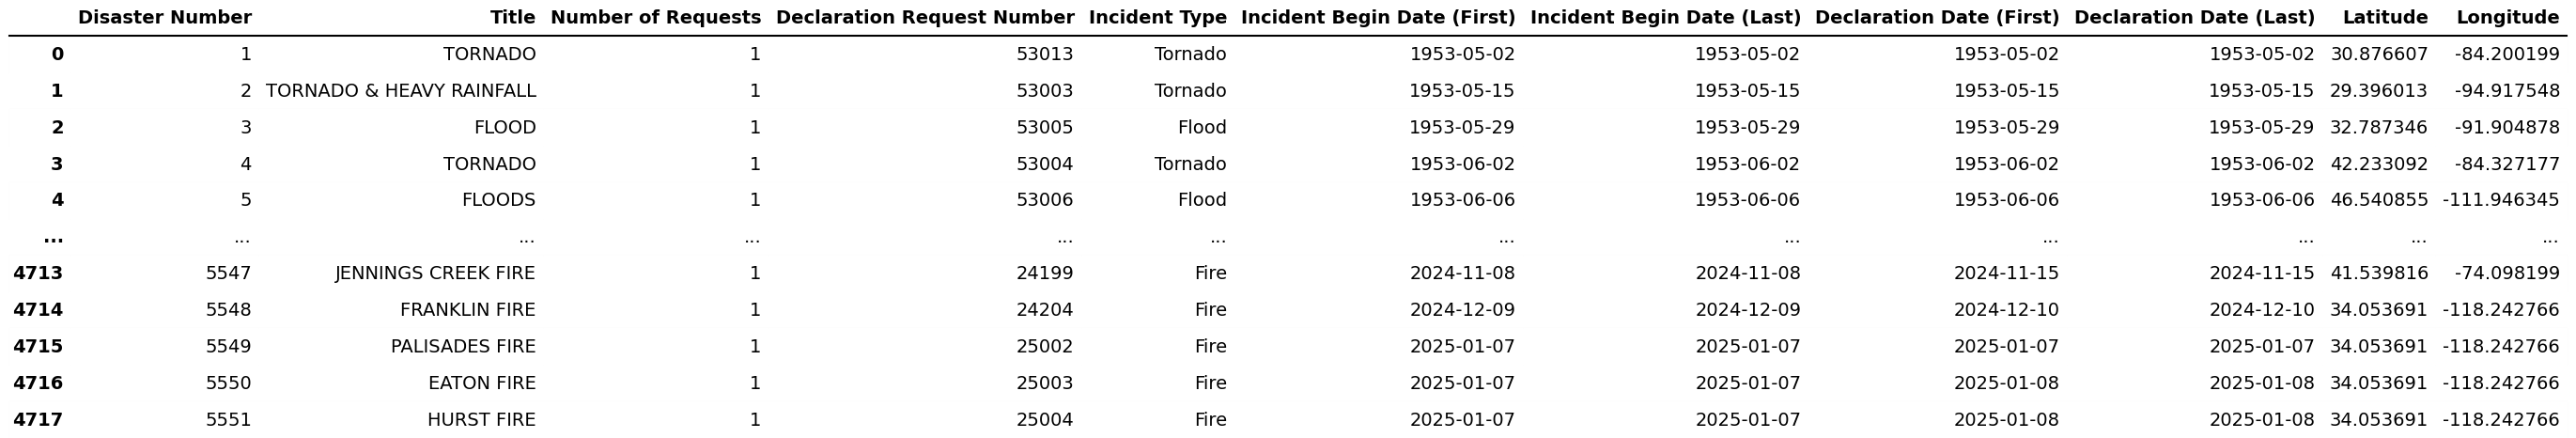 Disaster Number Title Number of Requests Declaration Request Number Incident Type Incident Begin Date (First) Incident Begin Date (Last) Declaration Date (First) Declaration Date (Last) Latitude Longitude
0 1 TORNADO 1 53013 Tornado 1953-05-02 1953-05-02 1953-05-02 1953-05-02 30.876607 -84.200199
1 2 TORNADO & HEAVY RAINFALL 1 53003 Tornado 1953-05-15 1953-05-15 1953-05-15 1953-05-15 29.396013 -94.917548
2 3 FLOOD 1 53005 Flood 1953-05-29 1953-05-29 1953-05-29 1953-05-29 32.787346 -91.904878
3 4 TORNADO 1 53004 Tornado 1953-06-02 1953-06-02 1953-06-02 1953-06-02 42.233092 -84.327177
4 5 FLOODS 1 53006 Flood 1953-06-06 1953-06-06 1953-06-06 1953-06-06 46.540855 -111.946345
... ... ... ... ... ... ... ... ... ... ... ...
4713 5547 JENNINGS CREEK FIRE 1 24199 Fire 2024-11-08 2024-11-08 2024-11-15 2024-11-15 41.539816 -74.098199
4714 5548 FRANKLIN FIRE 1 24204 Fire 2024-12-09 2024-12-09 2024-12-10 2024-12-10 34.053691 -118.242766
4715 5549 PALISADES FIRE 1 25002 Fire 2025-01-07 2025-01-07 2025-01-07 2025-01-07 34.053691 -118.242766
4716 5550 EATON FIRE 1 25003 Fire 2025-01-07 2025-01-07 2025-01-08 2025-01-08 34.053691 -118.242766
4717 5551 HURST FIRE 1 25004 Fire 2025-01-07 2025-01-07 2025-01-08 2025-01-08 34.053691 -118.242766